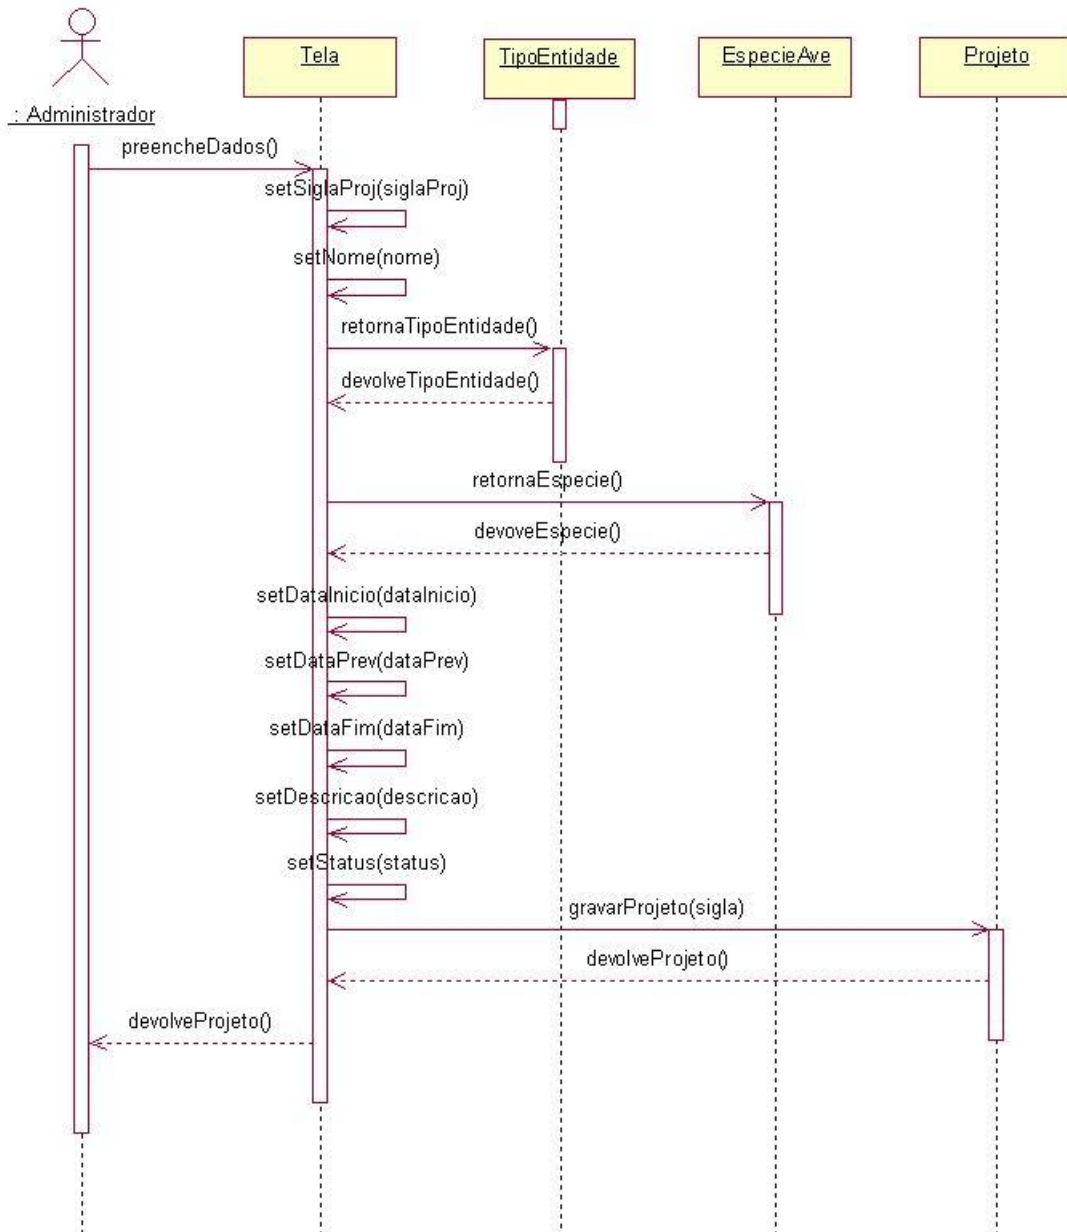 Tela
TipoEntidade
EspecieAve
Projeto
: Administrador
preencheDados()
setSiglaProj(siglaProj)
setNome(nome)
retornaTipoEntidade()
devolveTipoEntidade()
retornaEspecie()
devoveEspecie()
setDataInicio(dataInicio)
setDataPrev(dataPrev)
setDataFim(dataFim)
setDescricao(descricao)
setStatus(status)
gravarProjeto(sigla)
devolveProjeto()
devolveProjeto()